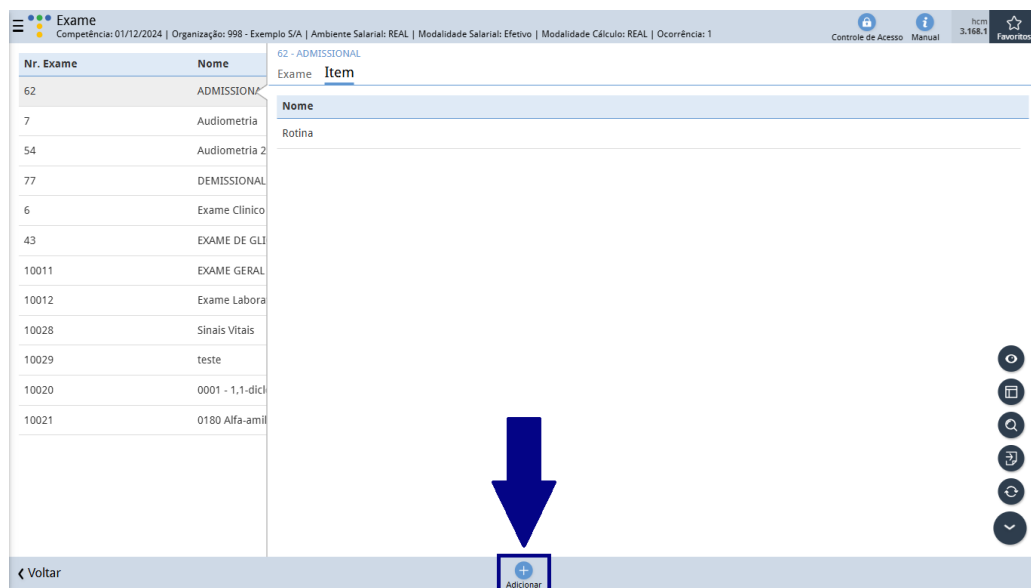 Exame
Competência: 01/12/2024 | Organização: 998 - Exemplo S/A | Ambiente Salarial: REAL | Modalidade Salarial: Efetivo | Modalidade Cálculo: REAL | Ocorrência: 1
Controle de Acesso
Manual
hcm
3.168.1
Favoritos
Nr. Exame Nome
62 ADMISSIONA
7 Audiometria
54 Audiometria 2
77 DEMISSIONAL
6 Exame Clinico
43 EXAME DE GLI
10011 EXAME GERAL
10012 Exame Labora
10028 Sinais Vitais
10029 teste
10020 0001 - 1,1-dicl
10021 0180 Alfa-amil
62 - ADMISSIONAL
Exame Item
Nome
Rotina
Voltar
Adicionar